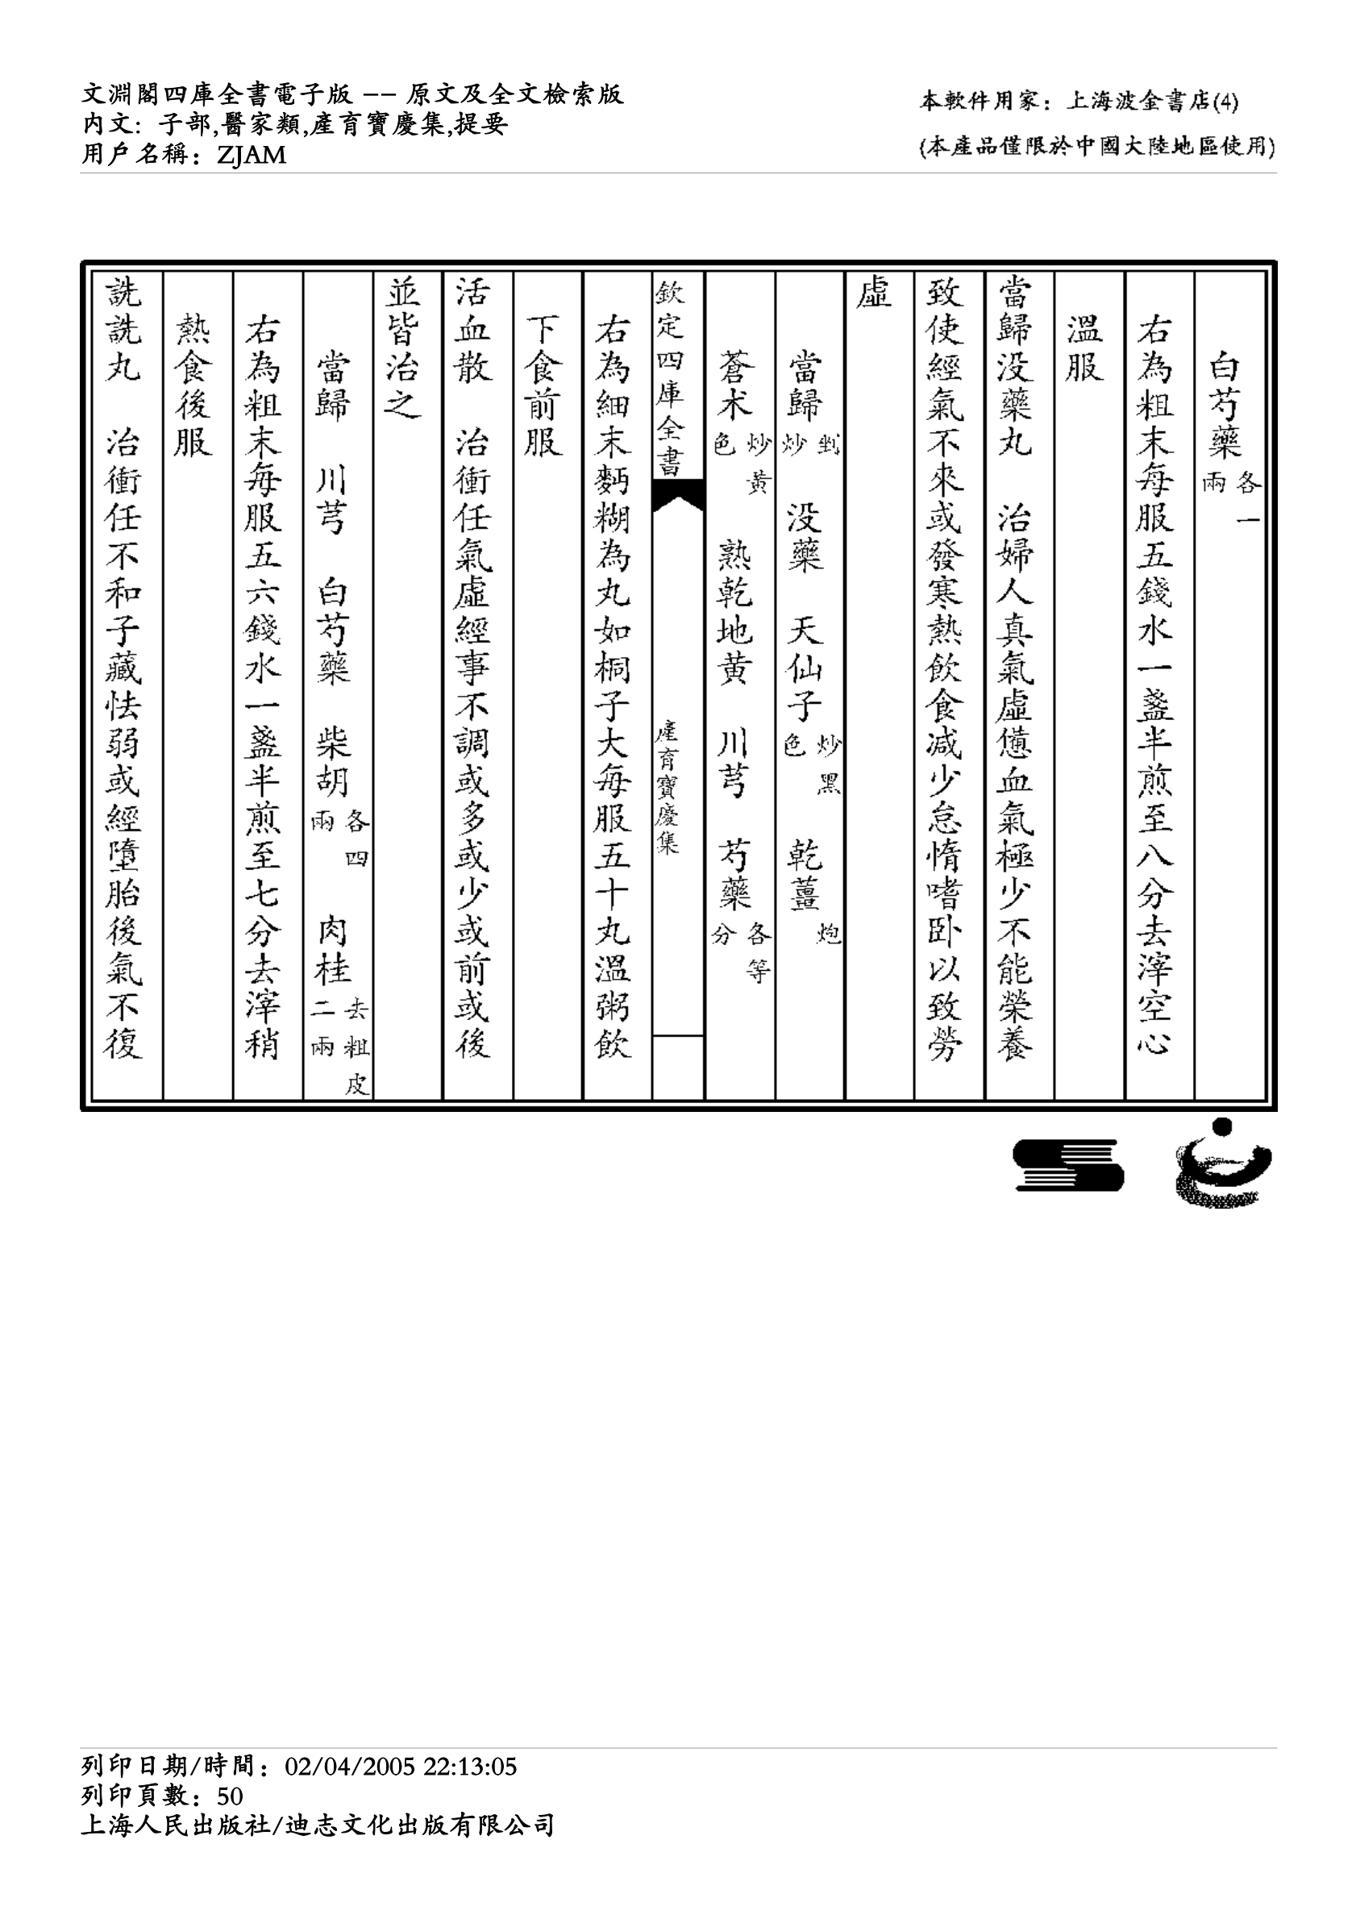 文淵閣四庫全書電子版 —— 原文及全文檢索版
內文：子部,醫家類,產育寶慶集,提要
用戶名稱：ZJAM
本軟件用家：上海波金書店(4)
(本產品僅限於中國大陸地區使用)
白芍藥各一兩
右為粗末每服五錢水一盞半煎至八分去滓空心
溫服
當歸没藥丸　治婦人真氣虛憊血氣極少不能榮養
致使經氣不來或發寒熱飲食减少怠惰嗜卧以致勞
虛
當歸剉炒　没藥　天仙子炒黑色　乾薑炮
蒼术炒黃色　熟乾地黄　川芎　芍藥各等分
欽定四庫全書　產育寶慶集
右為細末麪糊為丸如桐子大每服五十丸溫粥飲
下食前服
活血散　治衝任氣虛經事不調或多或少或前或後
並皆治之
當歸　川芎　白芍藥　柴胡各四兩　肉桂去粗皮二兩
右為粗末每服五六錢水一盞半煎至七分去滓稍
熱食後服
詵詵丸　治衝任不和子藏怯弱或經墮胎後氣不復
列印日期/時間：02/04/2005 22:13:05
列印頁數：50
上海人民出版社/迪志文化出版有限公司